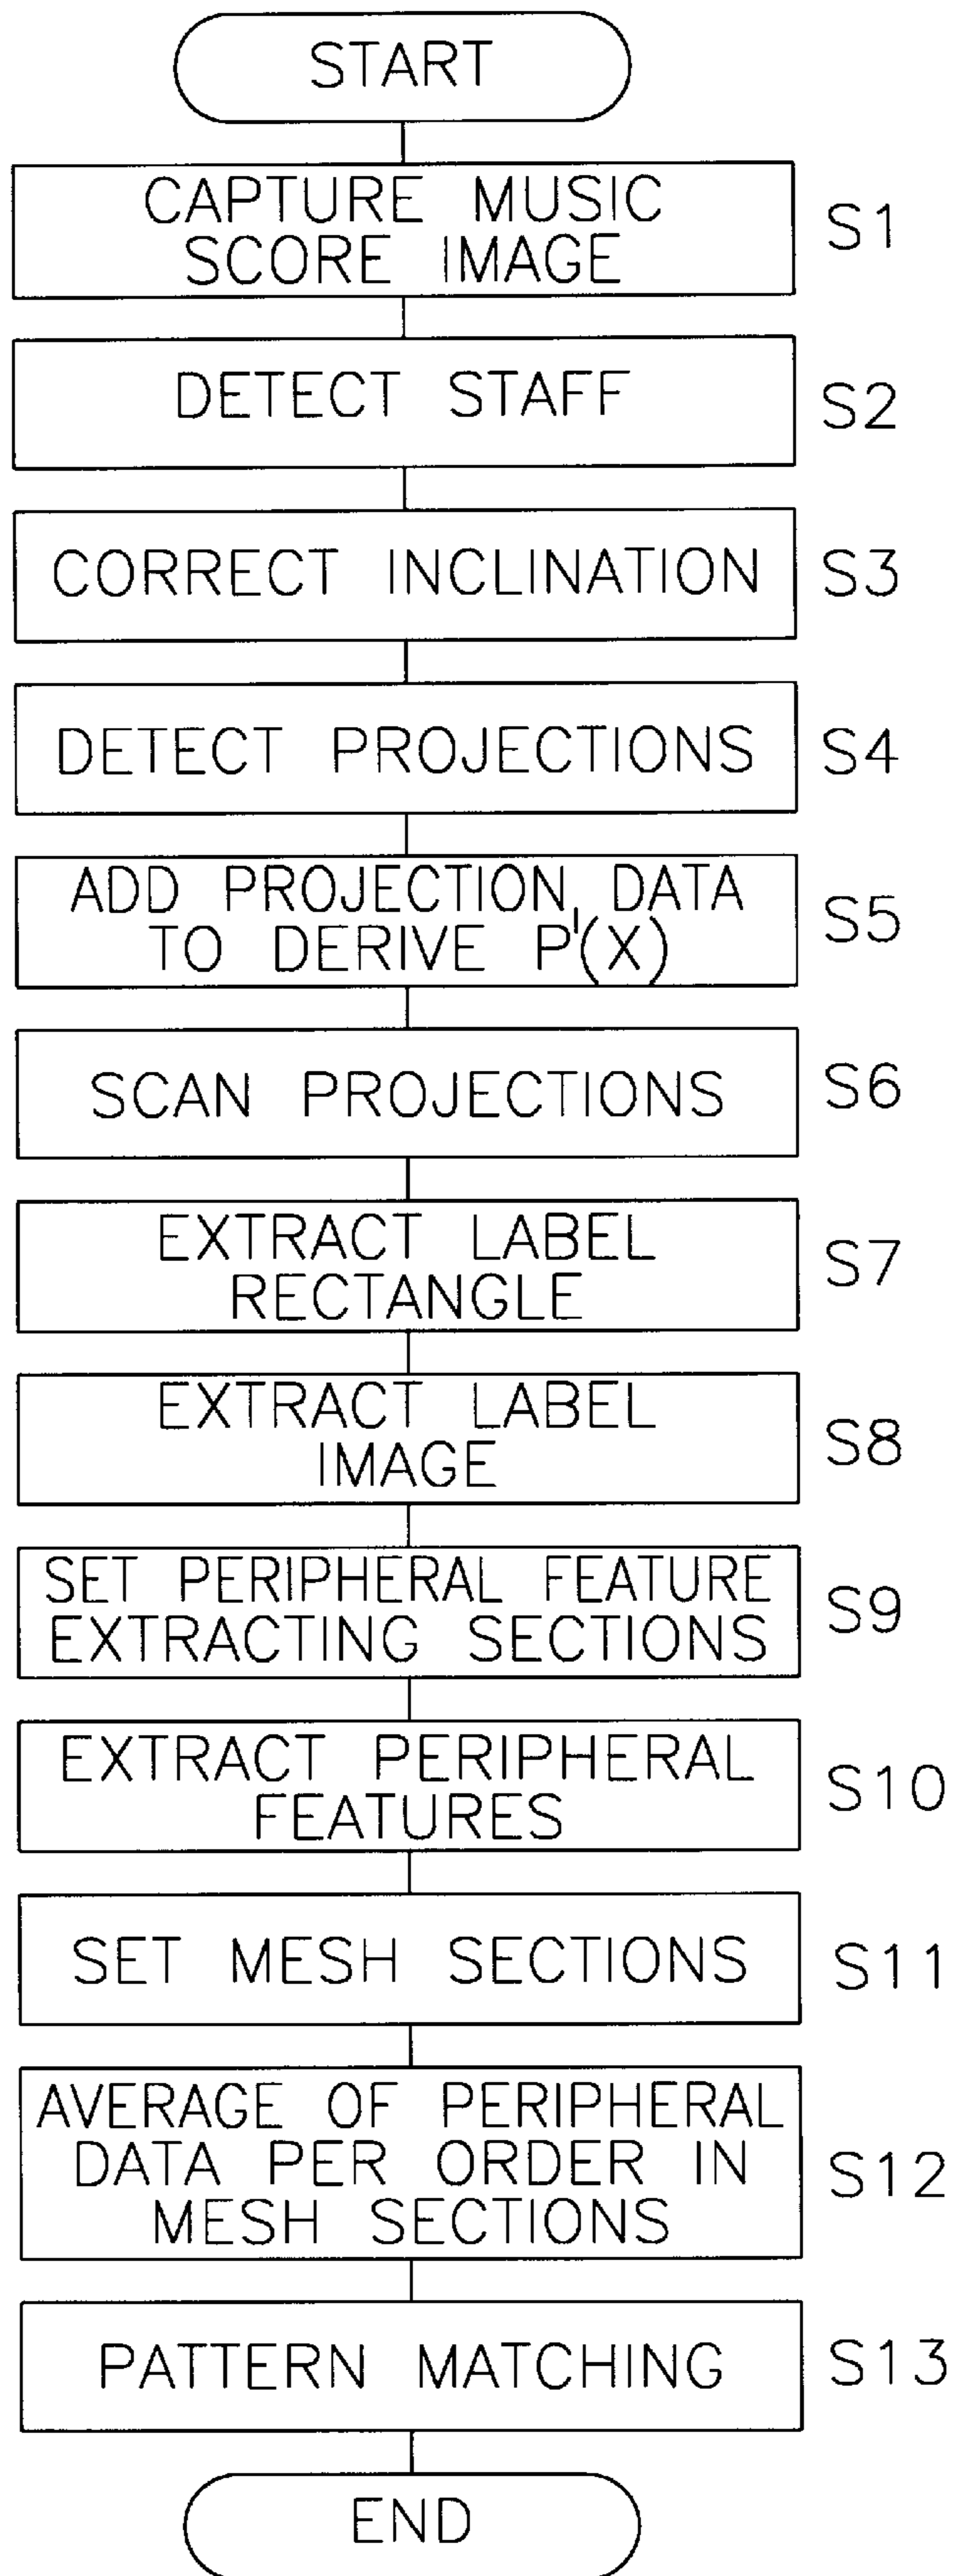 START
CAPTURE MUSIC
SCORE IMAGE
S1
DETECT STAFF
S2
CORRECT INCLINATION
S3
DETECT PROJECTIONS
S4
ADD PROJECTION DATA
TO DERIVE P'(X)
S5
SCAN PROJECTIONS
S6
EXTRACT LABEL
RECTANGLE
S7
EXTRACT LABEL
IMAGE
S8
SET PERIPHERAL FEATURE
EXTRACTING SECTIONS
S9
EXTRACT PERIPHERAL
FEATURES
S10
SET MESH SECTIONS
S11
AVERAGE OF PERIPHERAL
DATA PER ORDER IN
MESH SECTIONS
S12
PATTERN MATCHING
S13
END